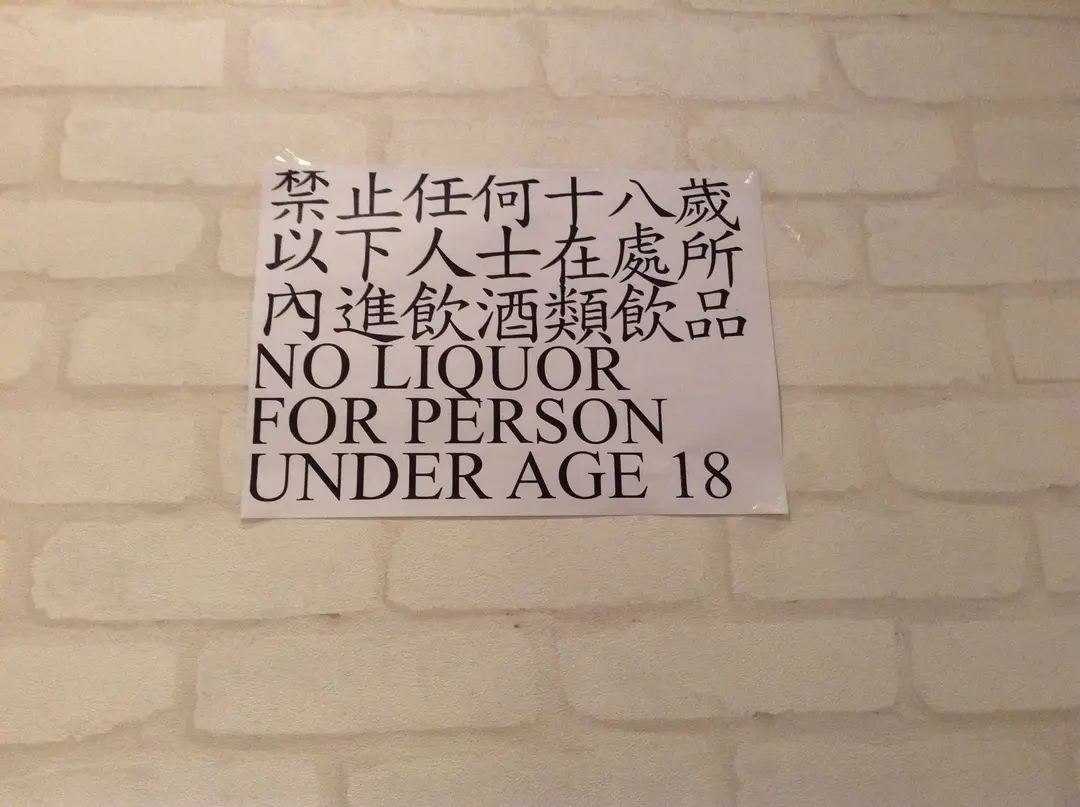 禁止任何十八歲
以下人士在處所
內進飲酒類飲品
NO LIQUOR
FOR PERSON
UNDER AGE 18